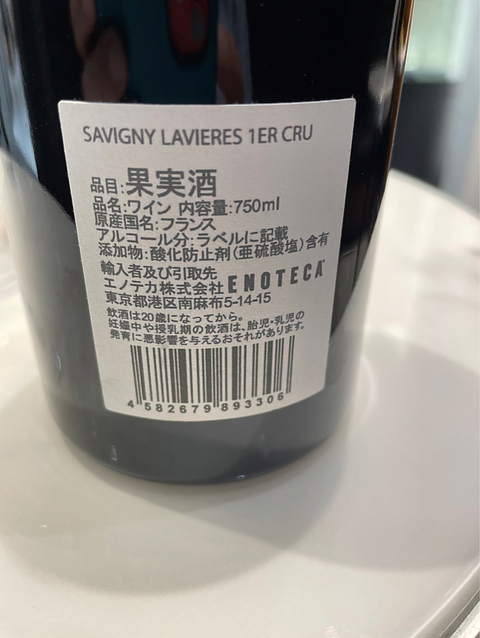 SAVIGNY LAVIERES 1ER CRU
品目:果実酒
品名:ワイン 内容量:750ml
原産国名:フランス
アルコール分:ラベルに記載
添加物:酸化防止剤(亜硫酸塩)含有
輸入者及び引取先
エノテカ株式会社 ENOTECA
東京都港区南麻布5-14-15
飲酒は20歳になってから。
妊娠中や授乳期の飲酒は、胎児・乳児の
発育に悪影響を与えるおそれがあります。
4 582679 893306